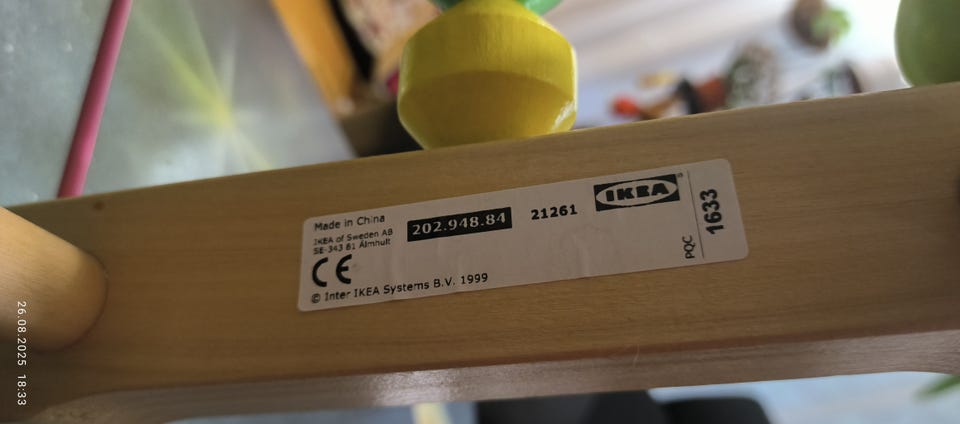 Made in China
IKEA of Sweden AB
SE-343 81 Älmhult
202.948.84
21261
IKEA
CE
© Inter IKEA Systems B.V. 1999
PQC
1633
26.08.2025 18:33